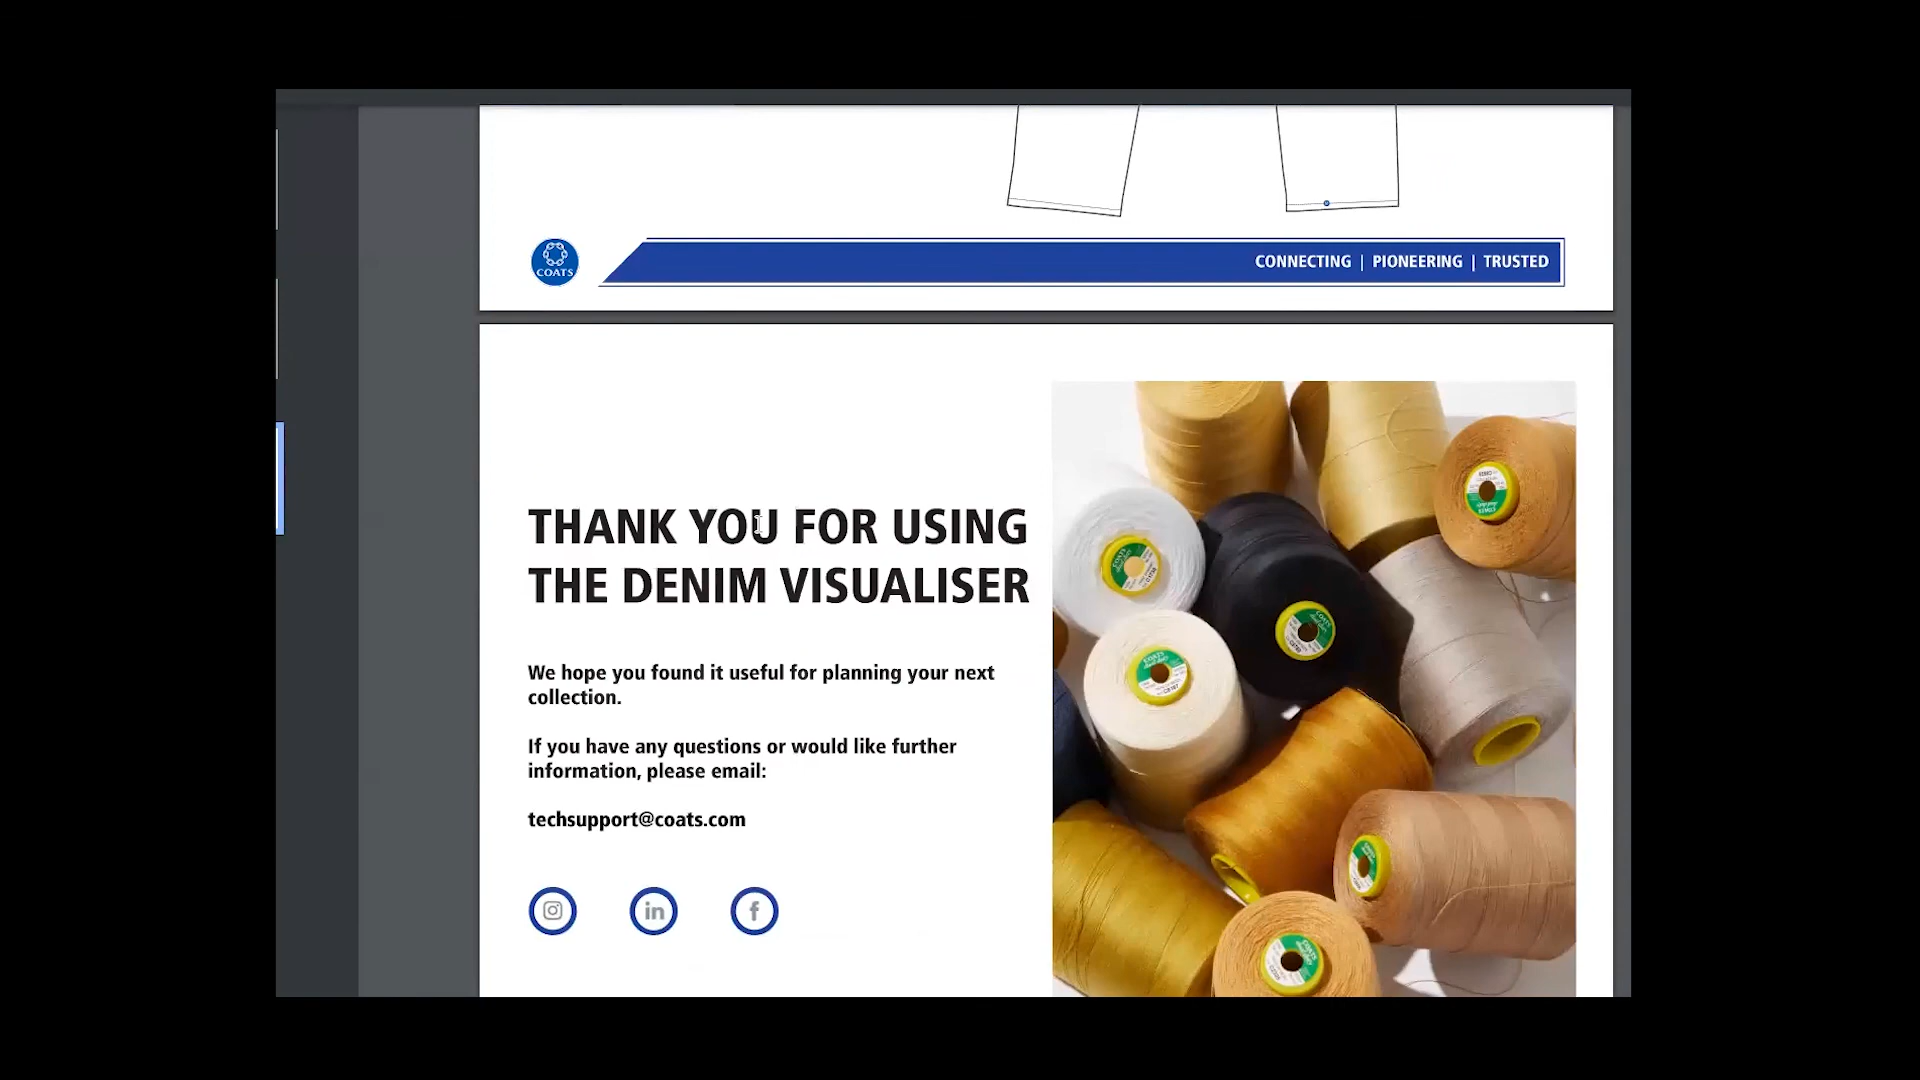 COATS
CONNECTING | PIONEERING | TRUSTED
THANK YOU FOR USING
THE DENIM VISUALISER
We hope you found it useful for planning your next
collection.
If you have any questions or would like further
information, please email:
techsupport@coats.com
in
f